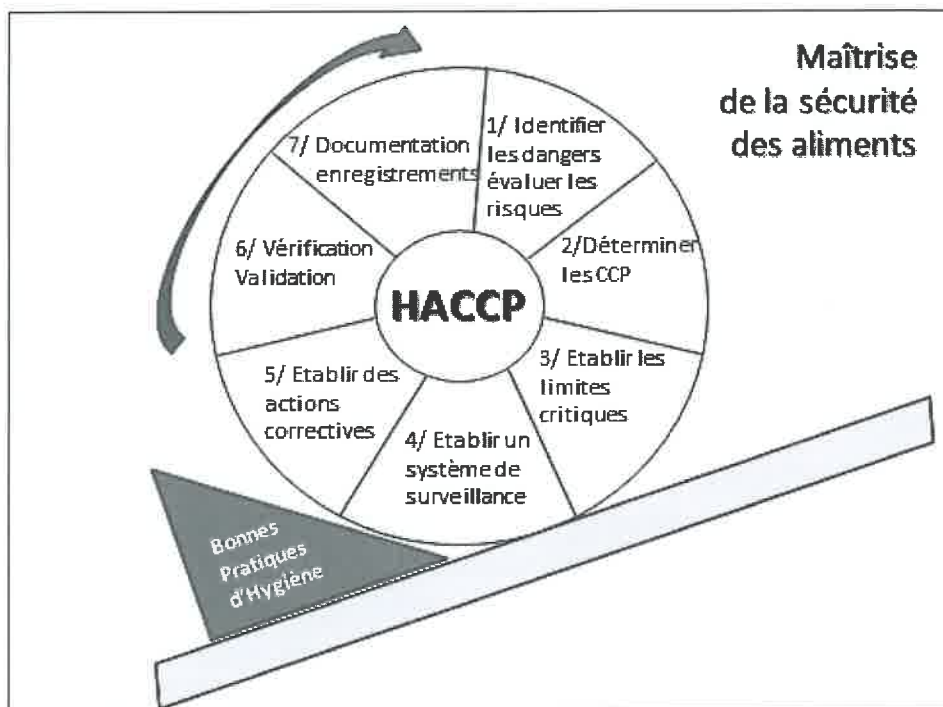 Maîtrise
de la sécurité
des aliments
1/ Identifier
les dangers
évaluer les
risques
2/Déterminer
les CCP
3/ Etablir les
limites
critiques
4/ Etablir un
système de
surveillance
5/ Etablir des
actions
correctives
6/ Vérification
Validation
7/ Documentation
enregistrements
HACCP
Bonnes
Pratiques
d'Hygiène